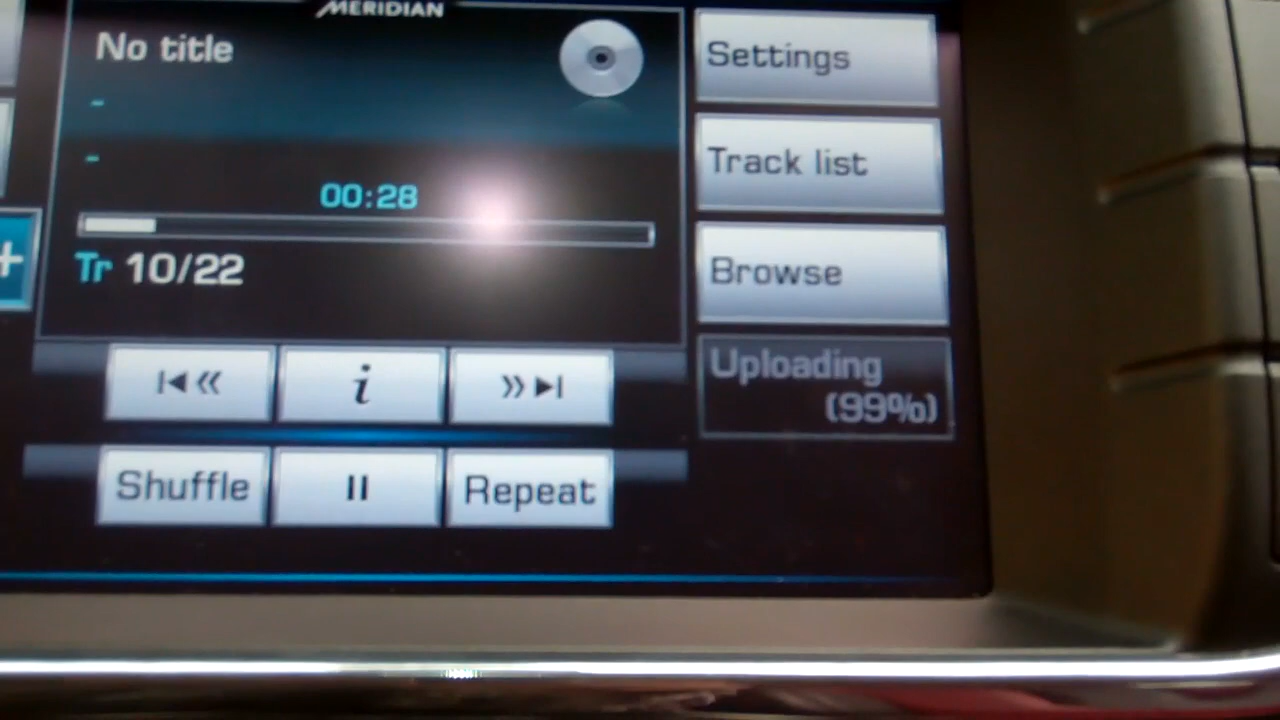 MERIDIAN
No title
-
-
00:28
Tr 10/22
Settings
Track list
Browse
Uploading
(99%)
+
i
Shuffle
Repeat